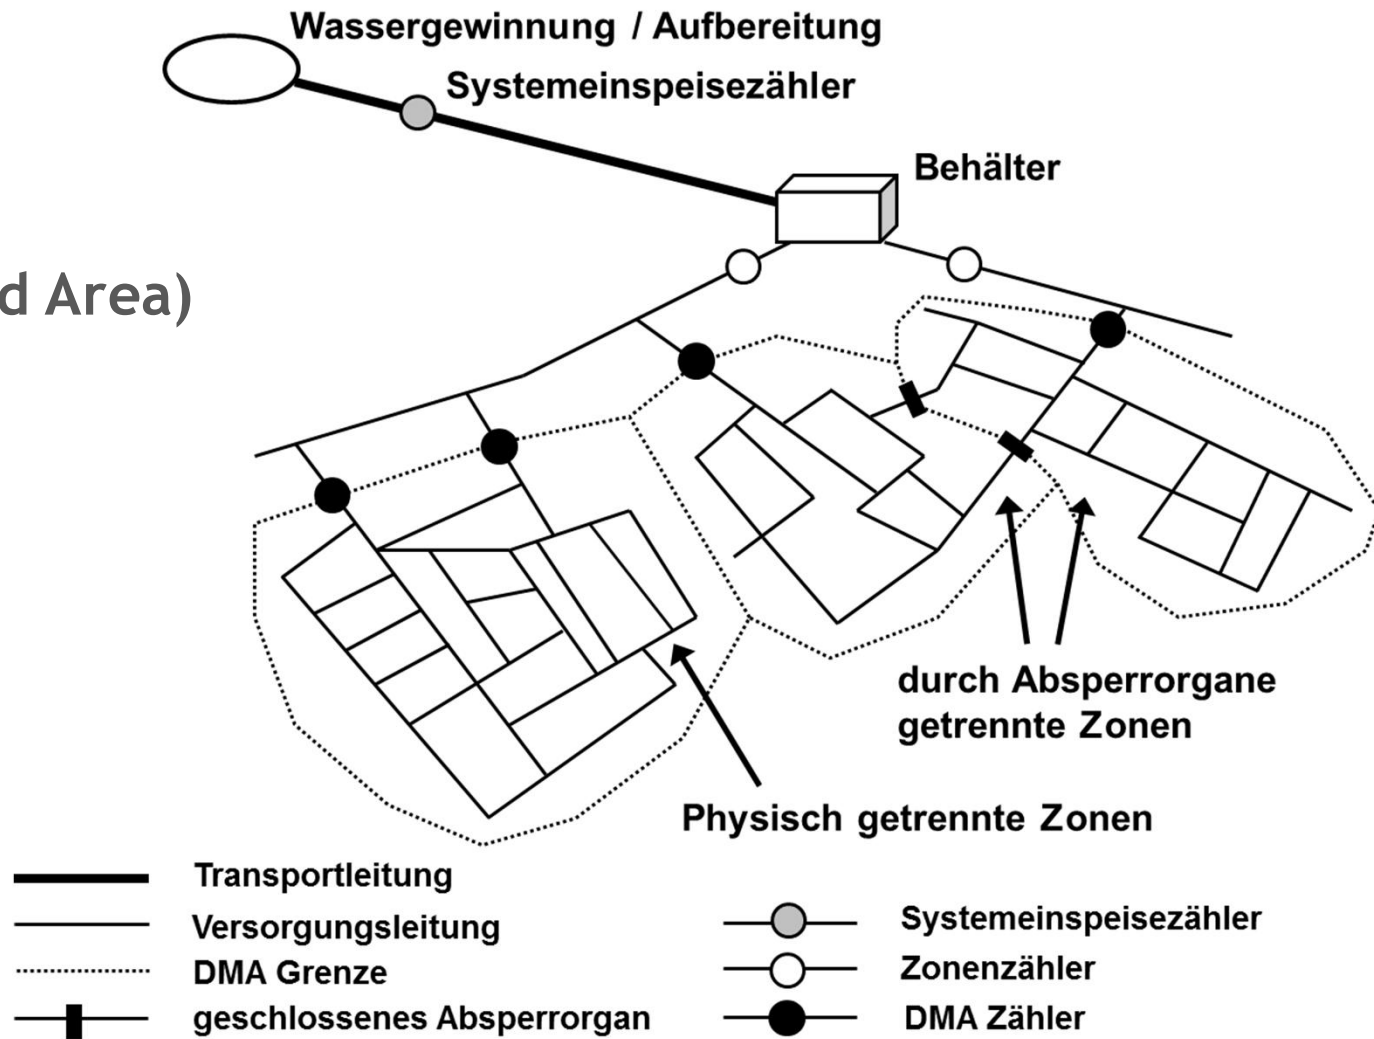 Wassergewinnung / Aufbereitung
Systemeinspeisezähler
Behälter
d Area)
durch Absperrorgane
getrennte Zonen
Physisch getrennte Zonen
Transportleitung
Versorgungsleitung
DMA Grenze
geschlossenes Absperrorgan
Systemeinspeisezähler
Zonenzähler
DMA Zähler